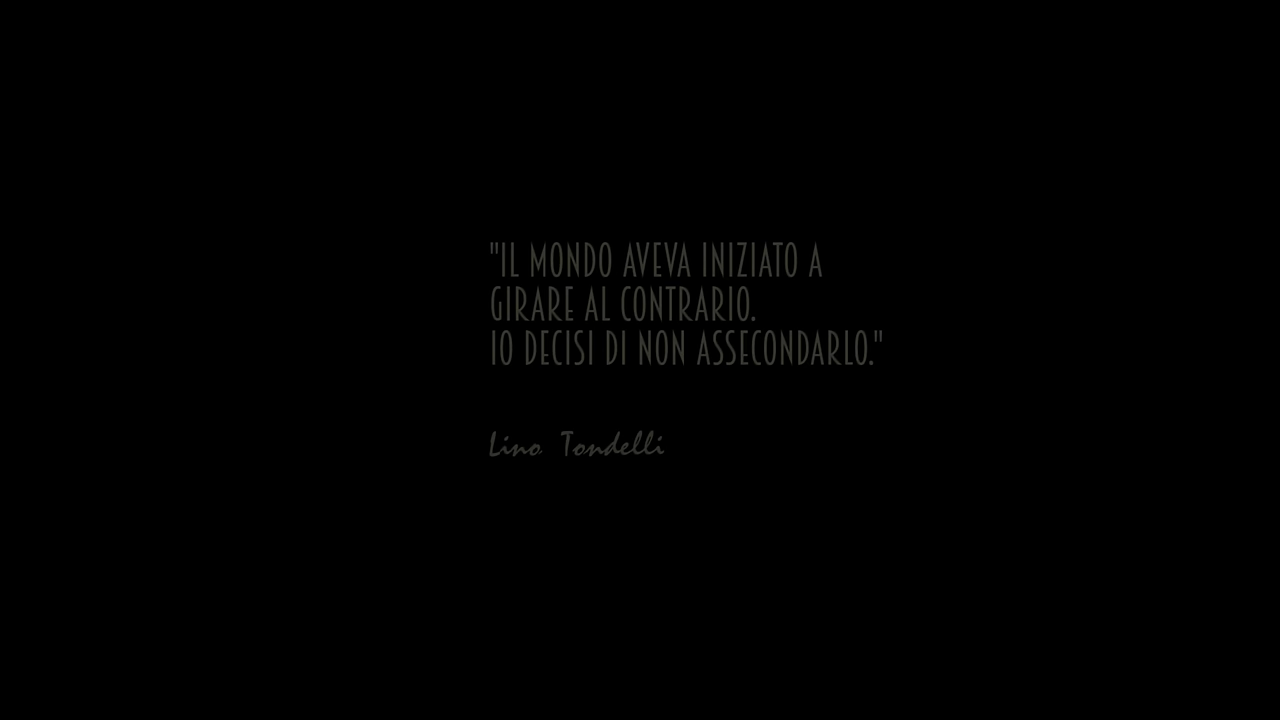 "IL MONDO AVEVA INIZIATO A
GIRARE AL CONTRARIO.
IO DECISI DI NON ASSECONDARLO."
Lino Tondelli